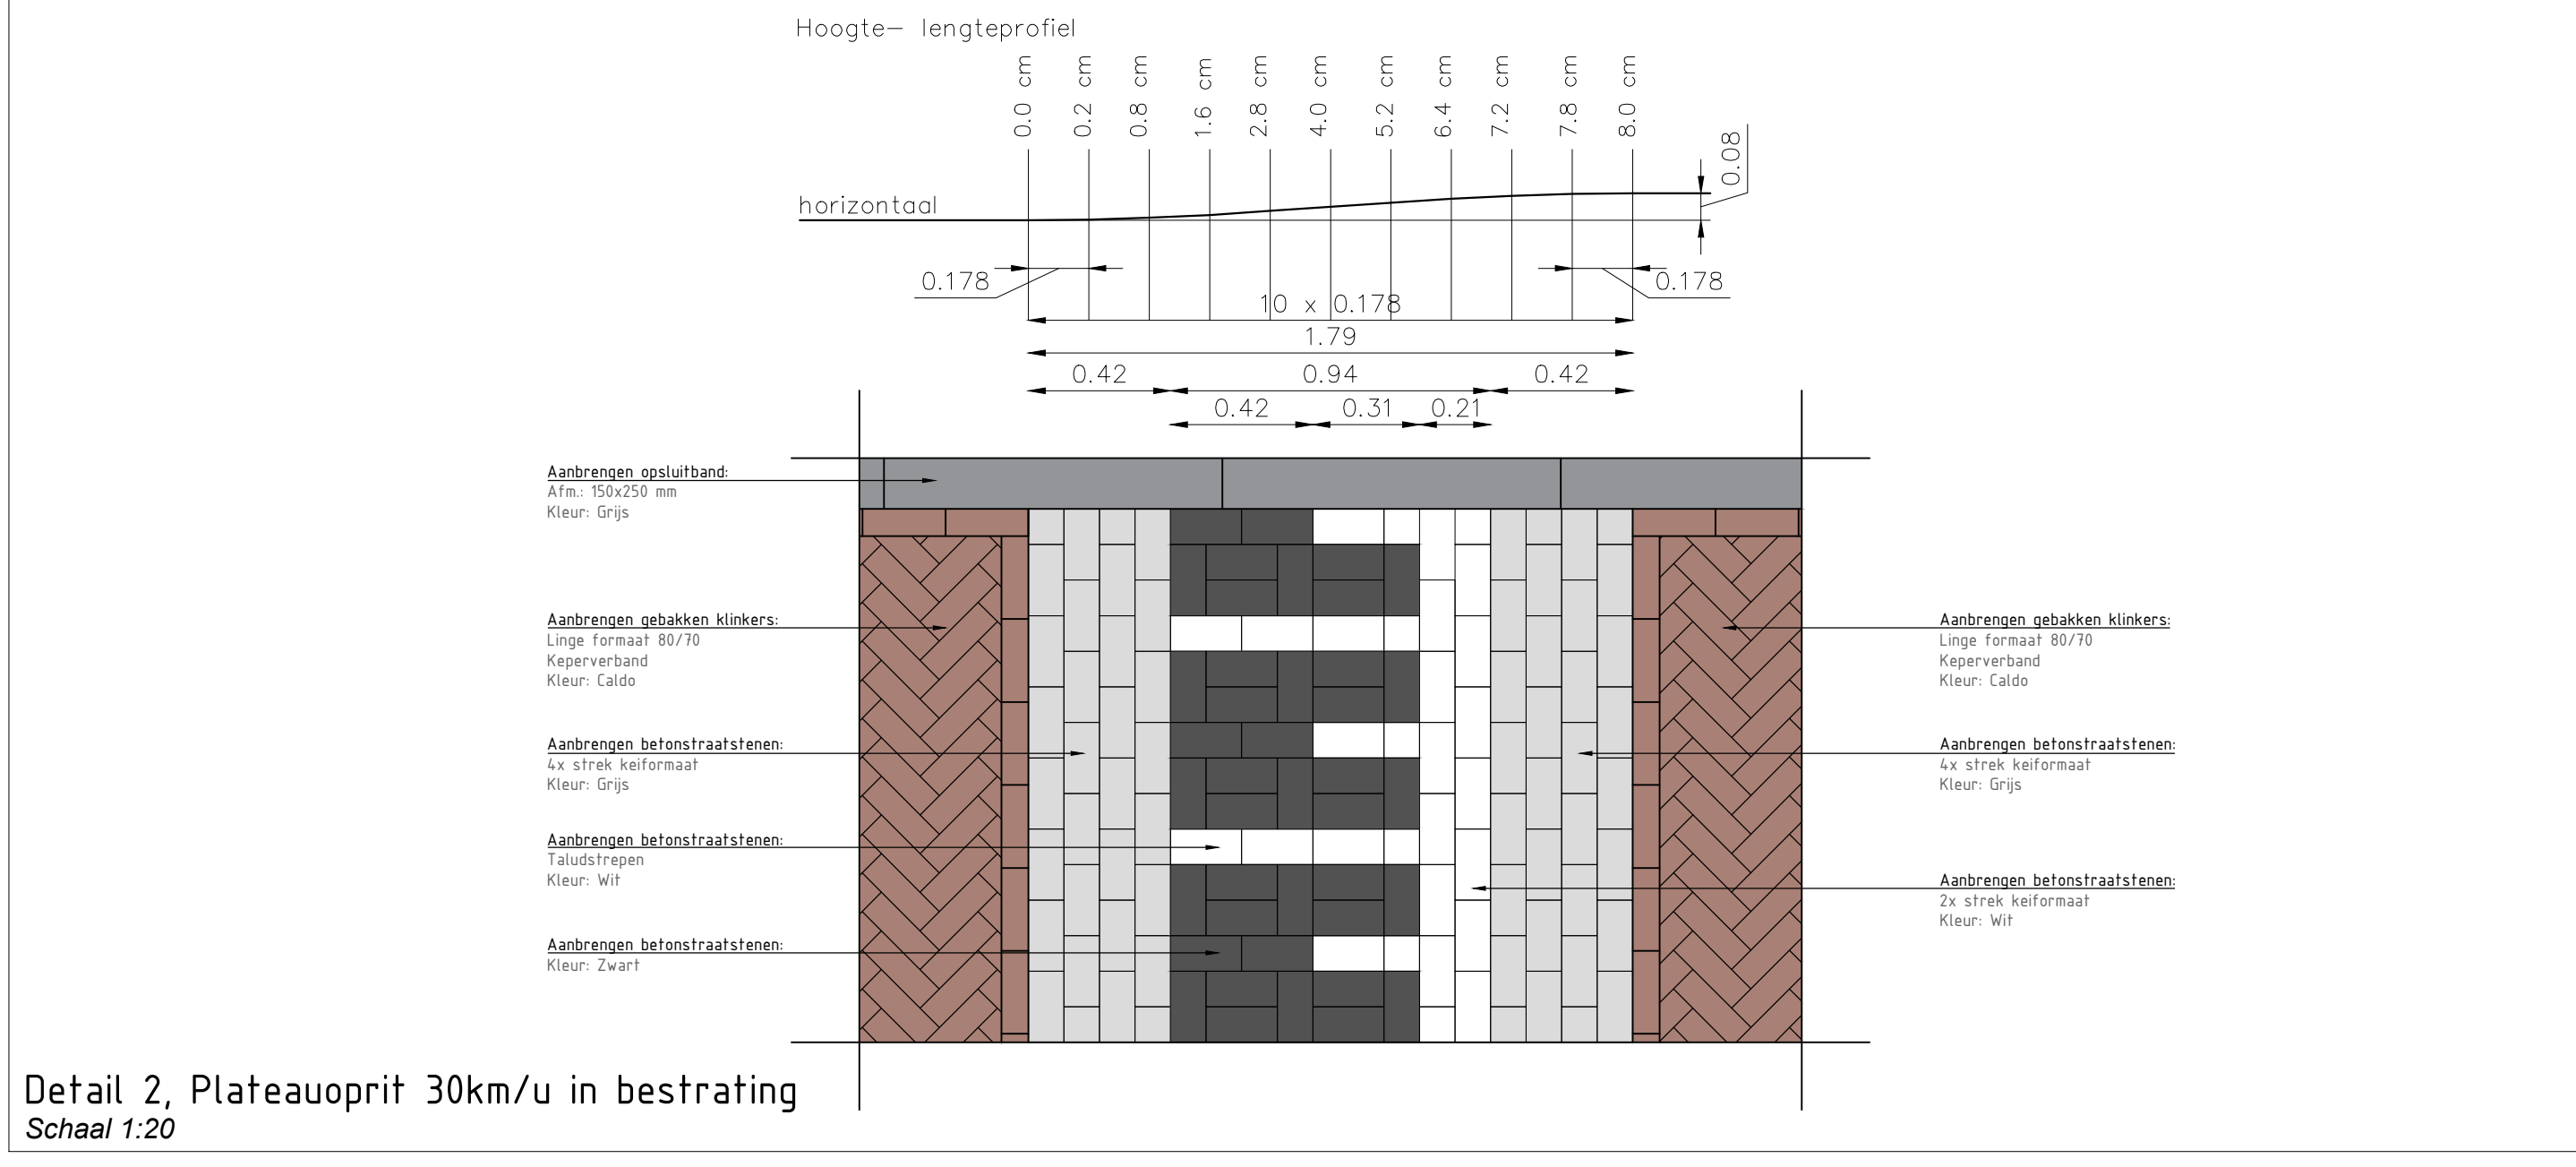 Hoogte- lengteprofiel
0.0 cm
0.2 cm
0.8 cm
1.6 cm
2.8 cm
4.0 cm
5.2 cm
6.4 cm
7.2 cm
7.8 cm
8.0 cm
0.08
horizontaal
0.178
0.178
10 x 0.178
1.79
0.42
0.94
0.42
0.42
0.31
0.21
Aanbrengen opsluitband:
Afm.: 150x250 mm
Kleur: Grijs
Aanbrengen gebakken klinkers:
Linge formaat 80/70
Keperverband
Kleur: Caldo
Aanbrengen betonstraatstenen:
4x strek keiformaat
Kleur: Grijs
Aanbrengen betonstraatstenen:
Taludstrepen
Kleur: Wit
Aanbrengen betonstraatstenen:
Kleur: Zwart
Aanbrengen gebakken klinkers:
Linge formaat 80/70
Keperverband
Kleur: Caldo
Aanbrengen betonstraatstenen:
4x strek keiformaat
Kleur: Grijs
Aanbrengen betonstraatstenen:
2x strek keiformaat
Kleur: Wit
Detail 2, Plateauoprit 30km/u in bestrating
Schaal 1:20